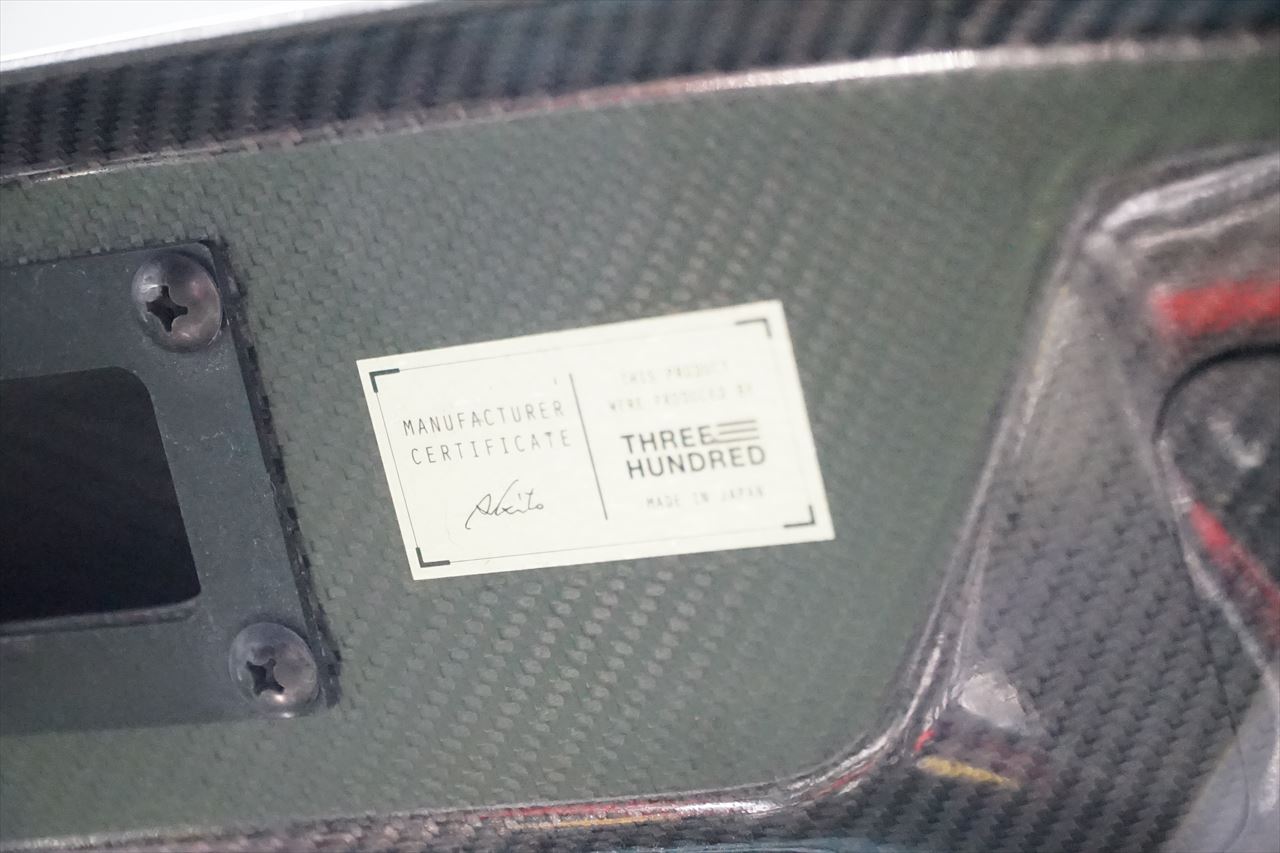 MANUFACTURER
CERTIFICATE
Akito
THIS PRODUCT
WERE PRODUCED BY
THREE
HUNDRED
MADE IN JAPAN